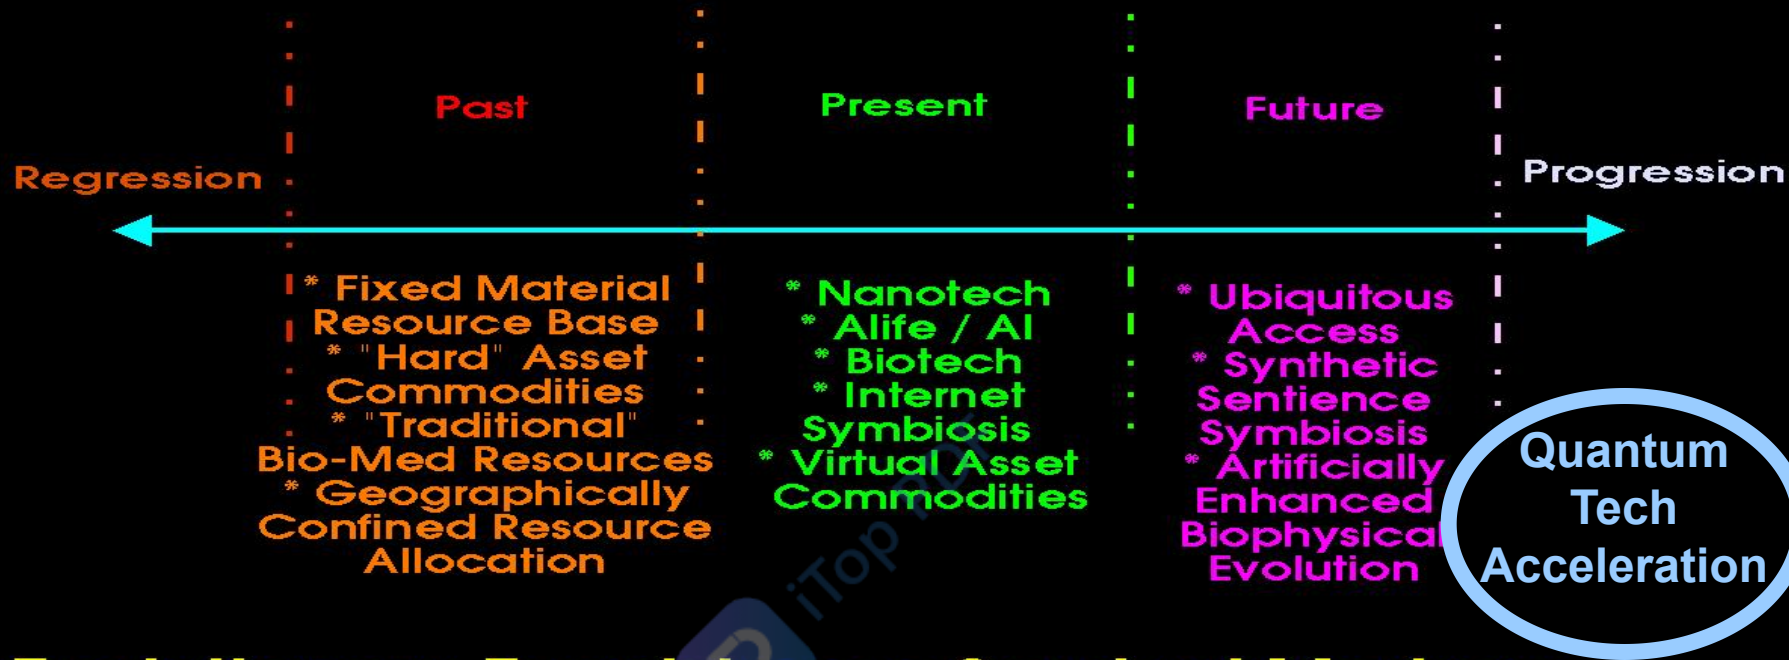 Past
Present
Future
Regression
Progression
* Fixed Material
Resource Base
* "Hard" Asset
Commodities
* "Traditional"
Bio-Med Resources
* Geographically
Confined Resource
Allocation
* Nanotech
* Alife / AI
* Biotech
* Internet
Symbiosis
* Virtual Asset
Commodities
* Ubiquitous
Access
* Synthetic
Sentience
Symbiosis
* Artificially
Enhanced
Biophysical
Evolution
Quantum
Tech
Acceleration
iTop